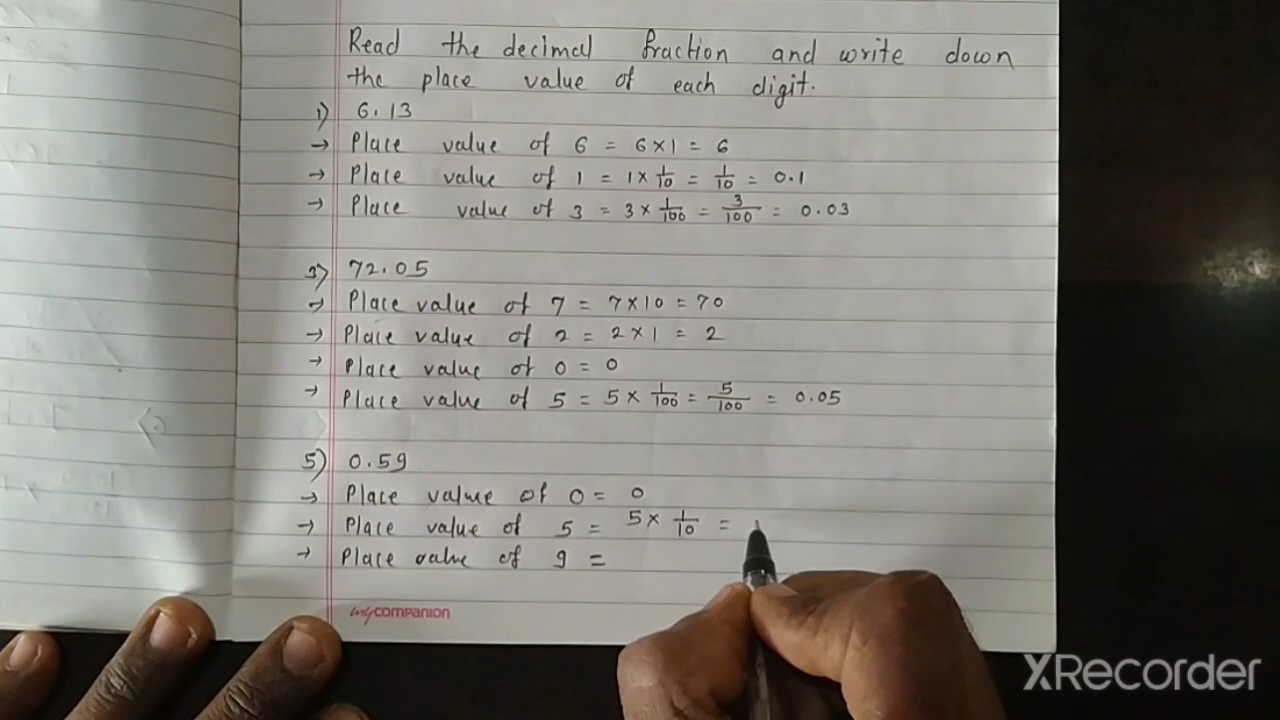 Read the decimal fraction and write down
the place value of each digit.
1) 6.13
→ Place value of 6 = 6×1 = 6
→ Place value of 1 = 1× 1/10 = 1/10 = 0.1
→ Place value of 3 = 3× 1/100 = 3/100 = 0.03
3) 72.05
→ Place value of 7 = 7×10 = 70
→ Place value of 2 = 2×1 = 2
→ Place value of 0 = 0
→ Place value of 5 = 5× 1/100 = 5/100 = 0.05
5) 0.59
→ Place value of 0 = 0
→ Place value of 5 = 5× 1/10 =
→ Place value of 9 =
myCOMPANION
XRecorder